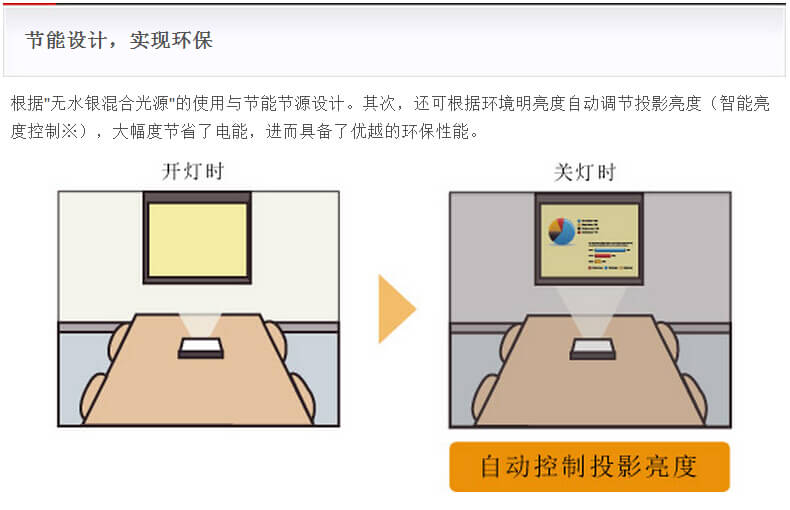 节能设计，实现环保
根据"无水银混合光源"的使用与节能节源设计。其次，还可根据环境明亮度自动调节投影亮度（智能亮
度控制※），大幅度节省了电能，进而具备了优越的环保性能。
开灯时
关灯时
自动控制投影亮度